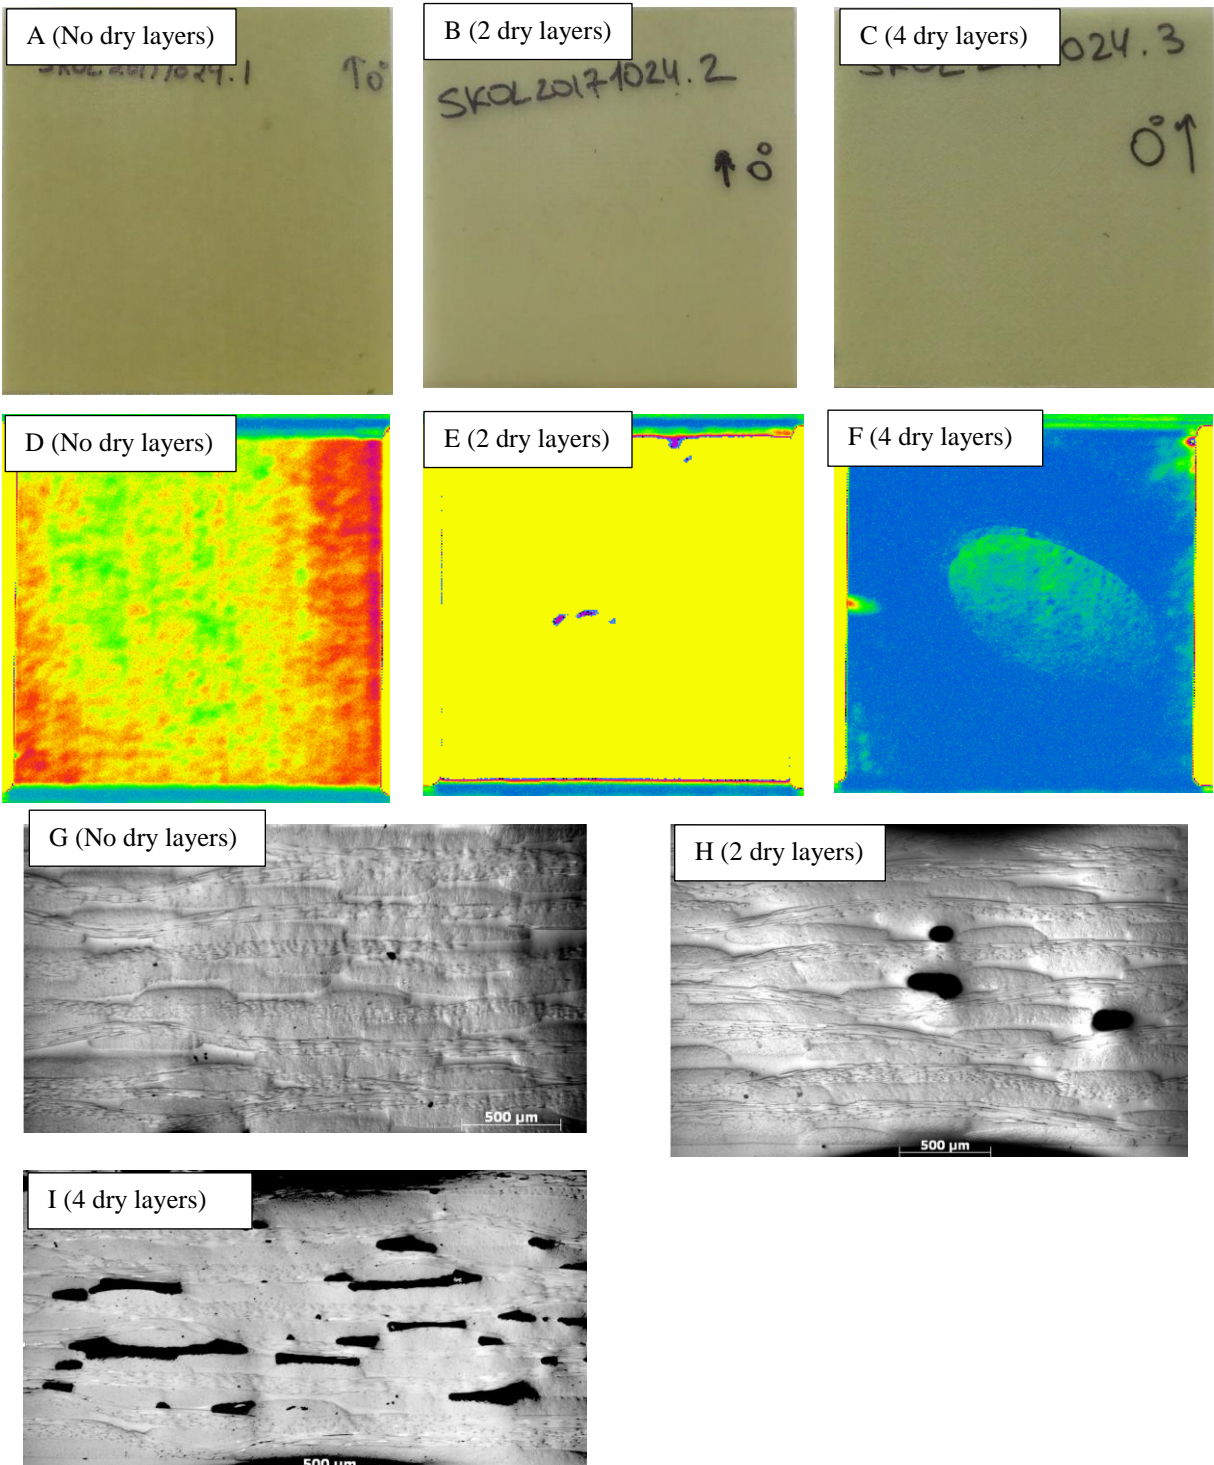 A (No dry layers)
↑0°
B (2 dry layers)
SKOL20171024.2
↑ 0°
C (4 dry layers)
024.3
0°↑
D (No dry layers)
E (2 dry layers)
F (4 dry layers)
G (No dry layers)
500 µm
H (2 dry layers)
500 µm
I (4 dry layers)
500 µm